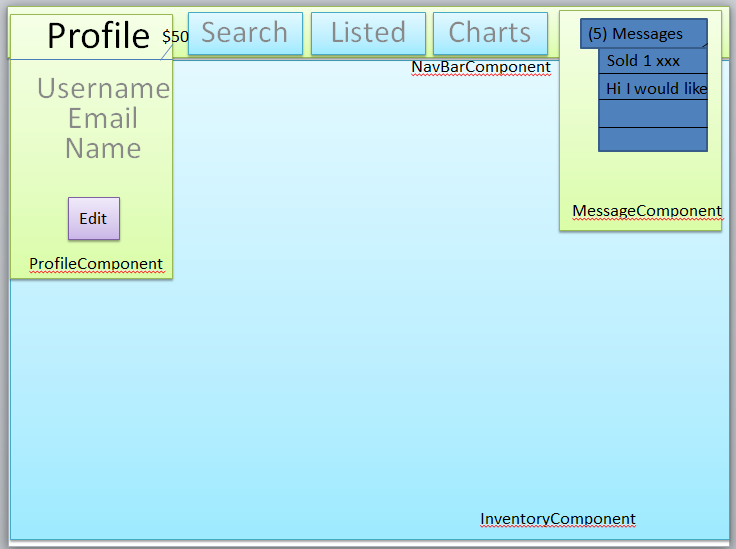 Profile
$50
Search
Listed
Charts
(5) Messages
Sold 1 xxx
Hi I would like
NavBarComponent
Username
Email
Name
Edit
MessageComponent
ProfileComponent
InventoryComponent